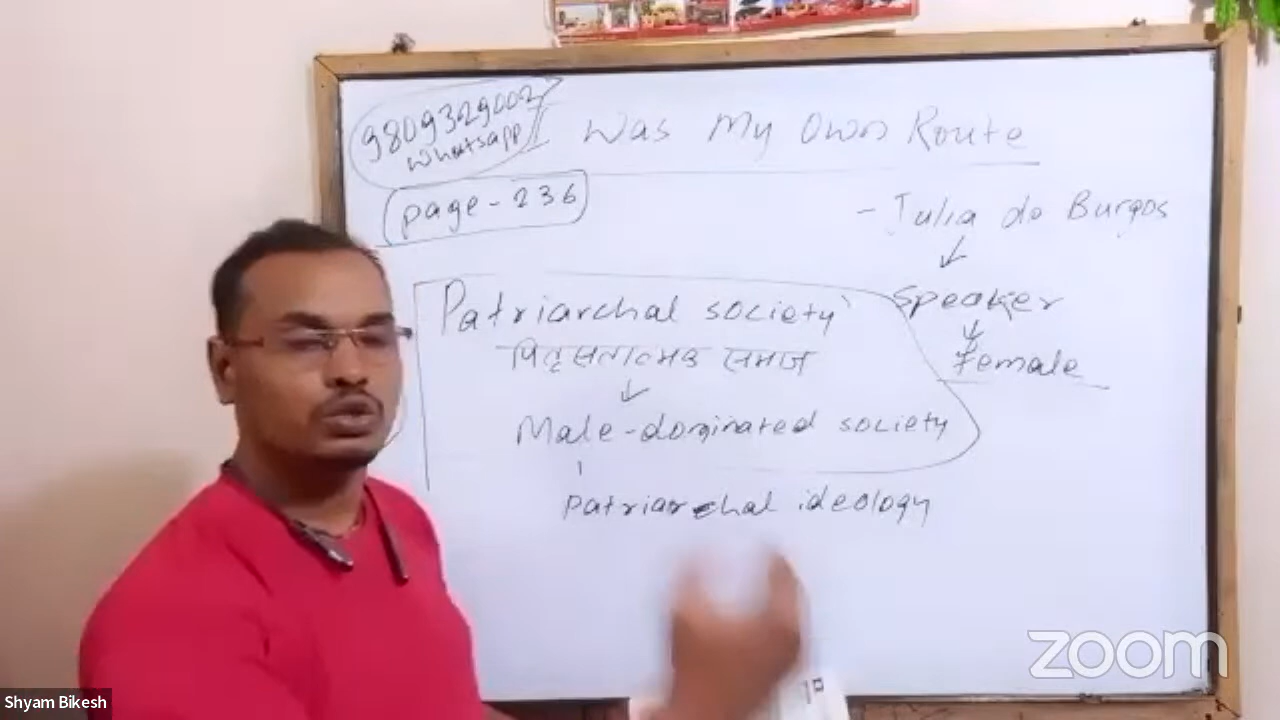 9809329002
Whatsapp
I Was My Own Route
page-236
- Julia de Burgos
Speaker
Female
Patriarchal society
पितृसत्तात्मक समाज
Male-dominated society
Patriarchal ideology
zoom
Shyam Bikesh